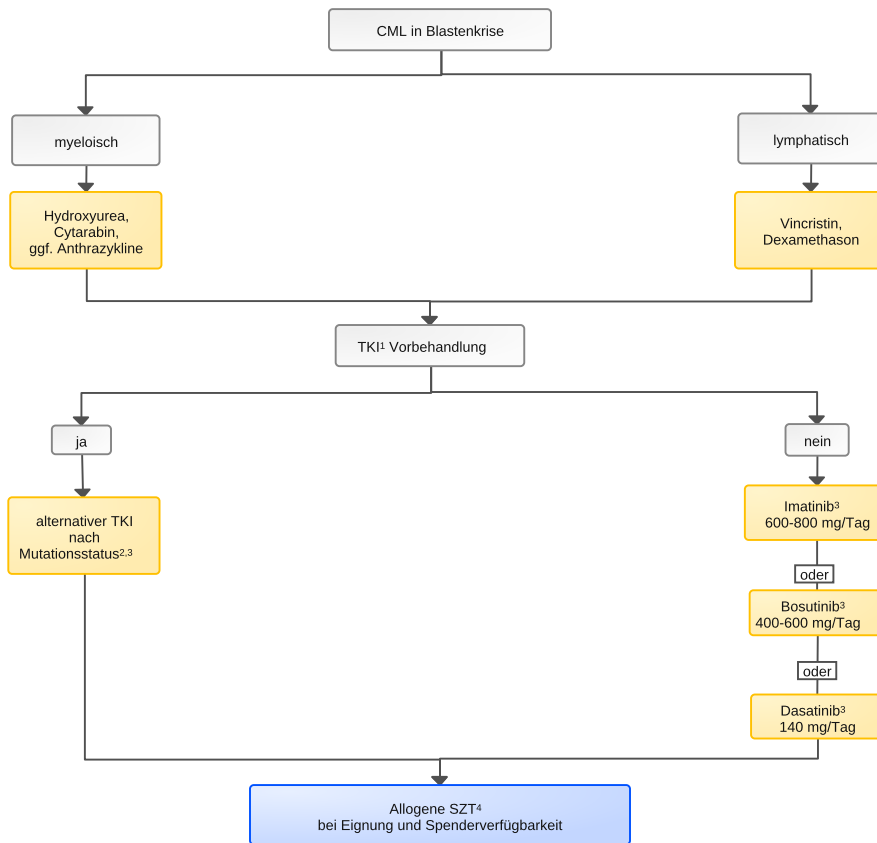 CML in Blastenkrise
myeloisch
lymphatisch
Hydroxyurea,
Cytarabin,
ggf. Anthrazykline
Vincristin,
Dexamethason
TKI¹ Vorbehandlung
ja
nein
alternativer TKI
nach
Mutationsstatus²,³
Imatinib³
600-800 mg/Tag
oder
Bosutinib³
400-600 mg/Tag
oder
Dasatinib³
140 mg/Tag
Allogene SZT⁴
bei Eignung und Spenderverfügbarkeit